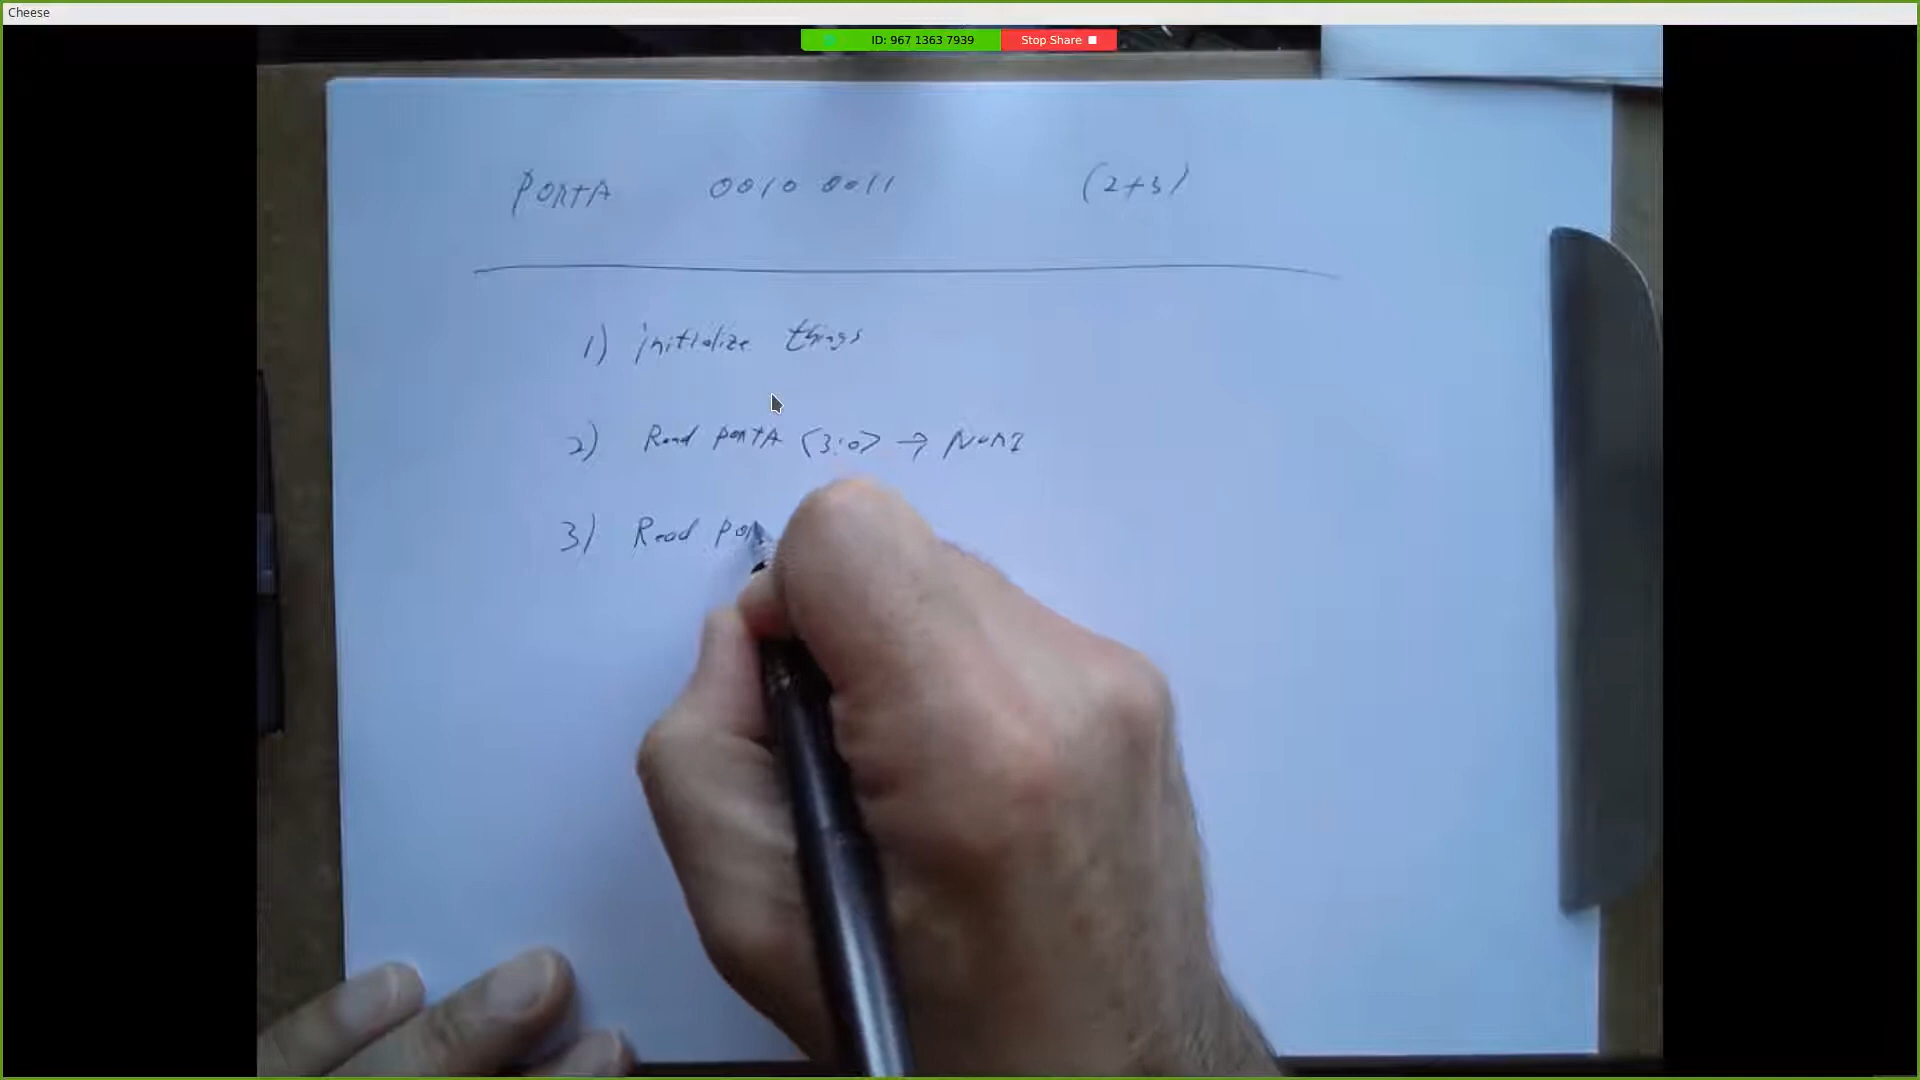 Cheese
ID: 967 1363 7939 Stop Share
PORTA 0010 0011 (2+3)
1) initialize things
2) Read PORTA <3:0> →
3) Read